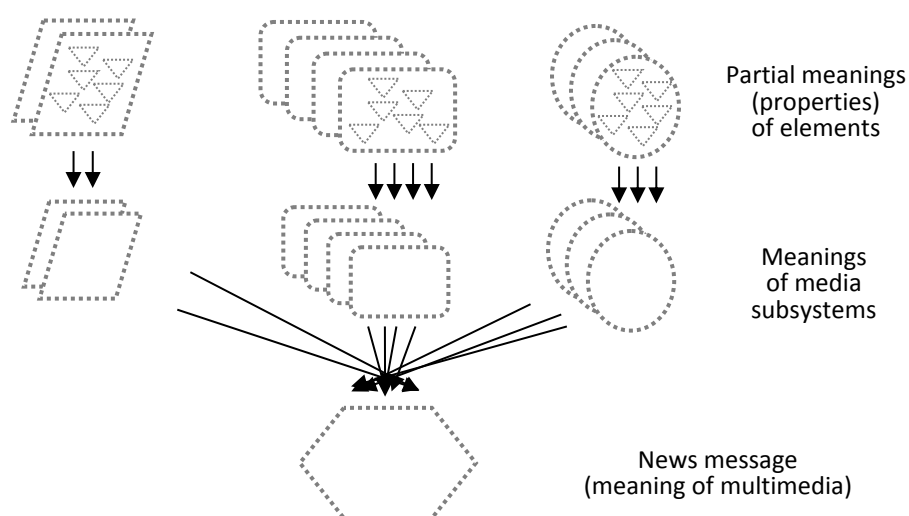 Partial meanings
(properties)
of elements
Meanings
of media
subsystems
News message
(meaning of multimedia)